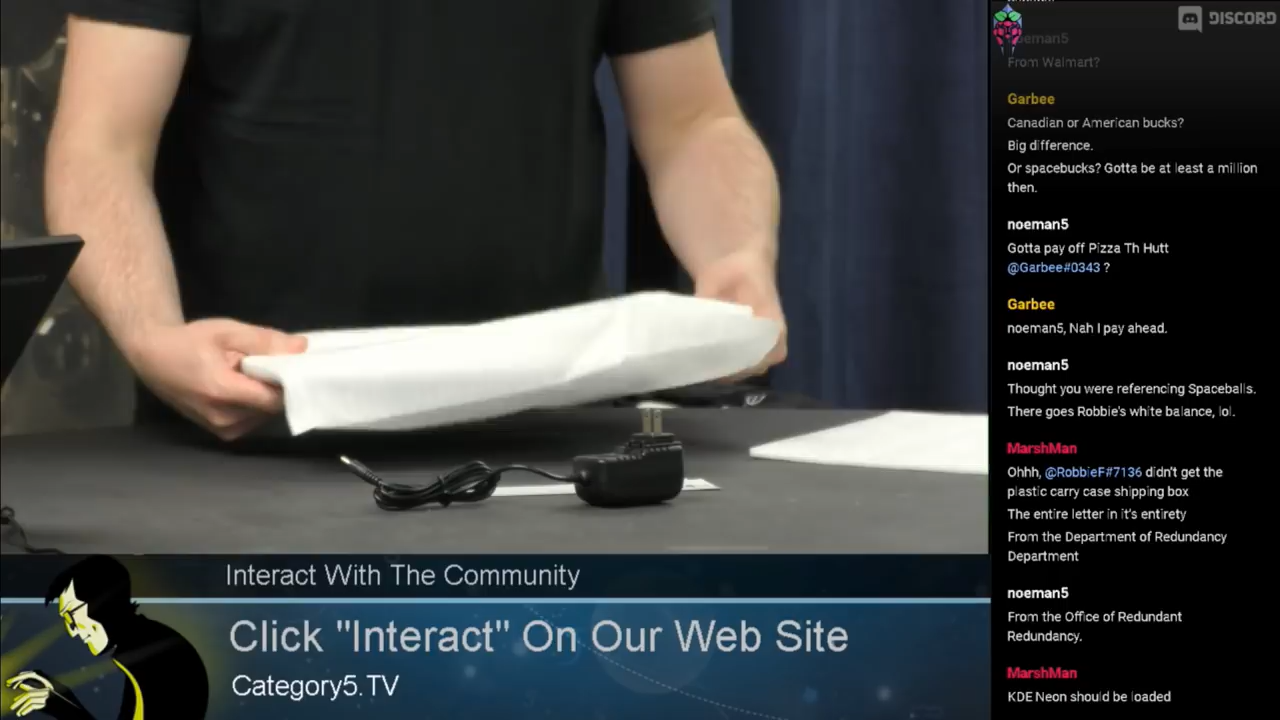 DISCORD
noeman5
From Walmart?
Garbee
Canadian or American bucks?
Big difference.
Or spacebucks? Gotta be at least a million
then.
noeman5
Gotta pay off Pizza Th Hutt
@Garbee#0343 ?
Garbee
noeman5, Nah I pay ahead.
noeman5
Thought you were referencing Spaceballs.
There goes Robbie's white balance, lol.
MarshMan
Ohhh, @RobbieF#7136 didn't get the
plastic carry case shipping box
The entire letter in it's entirety
From the Department of Redundancy
Department
noeman5
From the Office of Redundant
Redundancy.
MarshMan
KDE Neon should be loaded
Interact With The Community
Click "Interact" On Our Web Site
Category5.TV